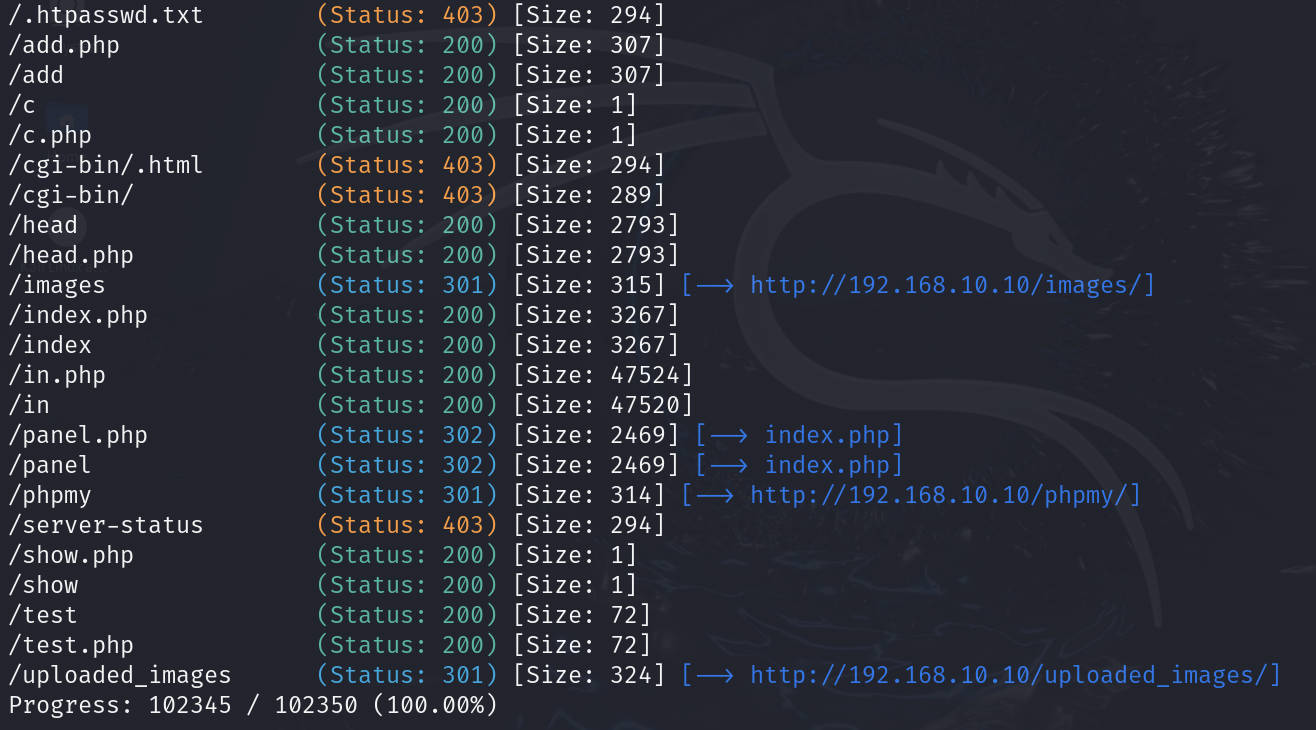 /.htpasswd.txt (Status: 403) [Size: 294]
/add.php (Status: 200) [Size: 307]
/add (Status: 200) [Size: 307]
/c (Status: 200) [Size: 1]
/c.php (Status: 200) [Size: 1]
/cgi-bin/.html (Status: 403) [Size: 294]
/cgi-bin/ (Status: 403) [Size: 289]
/head (Status: 200) [Size: 2793]
/head.php (Status: 200) [Size: 2793]
/images (Status: 301) [Size: 315] [--> http://192.168.10.10/images/]
/index.php (Status: 200) [Size: 3267]
/index (Status: 200) [Size: 3267]
/in.php (Status: 200) [Size: 47524]
/in (Status: 200) [Size: 47520]
/panel.php (Status: 302) [Size: 2469] [--> index.php]
/panel (Status: 302) [Size: 2469] [--> index.php]
/phpmy (Status: 301) [Size: 314] [--> http://192.168.10.10/phpmy/]
/server-status (Status: 403) [Size: 294]
/show.php (Status: 200) [Size: 1]
/show (Status: 200) [Size: 1]
/test (Status: 200) [Size: 72]
/test.php (Status: 200) [Size: 72]
/uploaded_images (Status: 301) [Size: 324] [--> http://192.168.10.10/uploaded_images/]
Progress: 102345 / 102350 (100.00%)